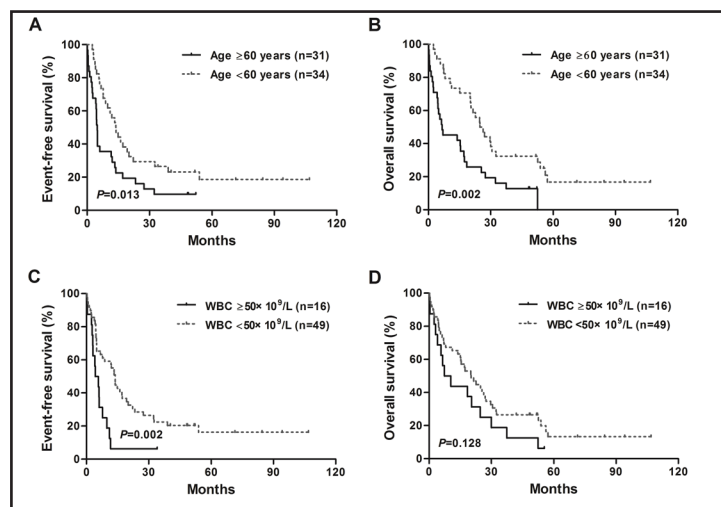 A
Age ≥60 years (n=31)
Age <60 years (n=34)
Event-free survival (%)
100
80
60
40
20
0
P=0.013
0 30 60 90 120
Months
B
Age ≥60 years (n=31)
Age <60 years (n=34)
Overall survival (%)
100
80
60
40
20
0
P=0.002
0 30 60 90 120
Months
C
WBC ≥50× 10⁹/L (n=16)
WBC <50× 10⁹/L (n=49)
Event-free survival (%)
100
80
60
40
20
0
P=0.002
0 30 60 90 120
Months
D
WBC ≥50× 10⁹/L (n=16)
WBC <50× 10⁹/L (n=49)
Overall survival (%)
100
80
60
40
20
0
P=0.128
0 30 60 90 120
Months